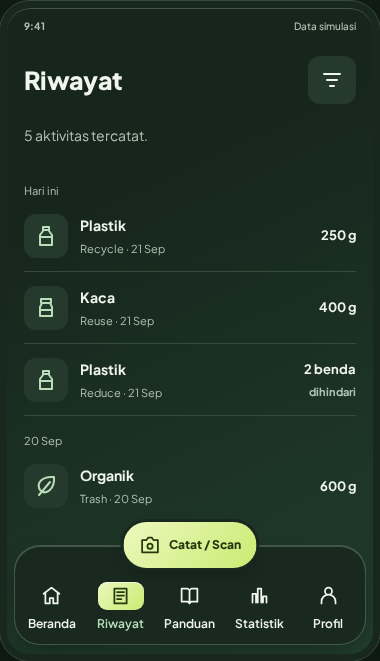 9:41
Data simulasi
Riwayat
5 aktivitas tercatat.
Hari ini
Plastik
250 g
Recycle · 21 Sep
Kaca
400 g
Reuse · 21 Sep
Plastik
2 benda
Reduce · 21 Sep
dihindari
20 Sep
Organik
600 g
Trash · 20 Sep
Catat / Scan
Beranda
Riwayat
Panduan
Statistik
Profil